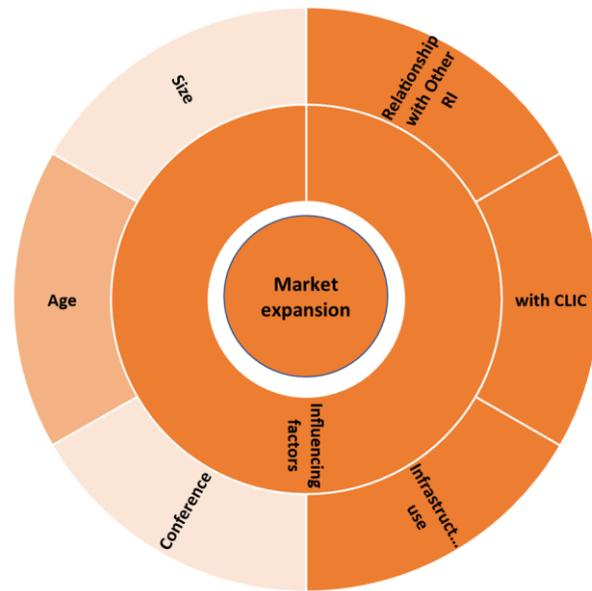 Relationship
with Other
RI
with CLIC
Infrastruct...
use
Conference
Age
Size
Influencing
factors
Market
expansion